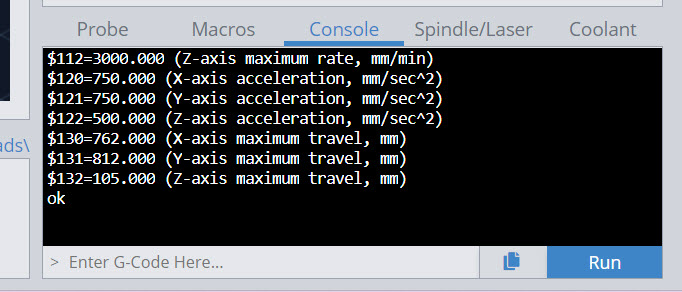 Probe Macros Console Spindle/Laser Coolant
$112=3000.000 (Z-axis maximum rate, mm/min)
$120=750.000 (X-axis acceleration, mm/sec^2)
$121=750.000 (Y-axis acceleration, mm/sec^2)
$122=500.000 (Z-axis acceleration, mm/sec^2)
$130=762.000 (X-axis maximum travel, mm)
$131=812.000 (Y-axis maximum travel, mm)
$132=105.000 (Z-axis maximum travel, mm)
ads\
ok
> Enter G-Code Here... Run